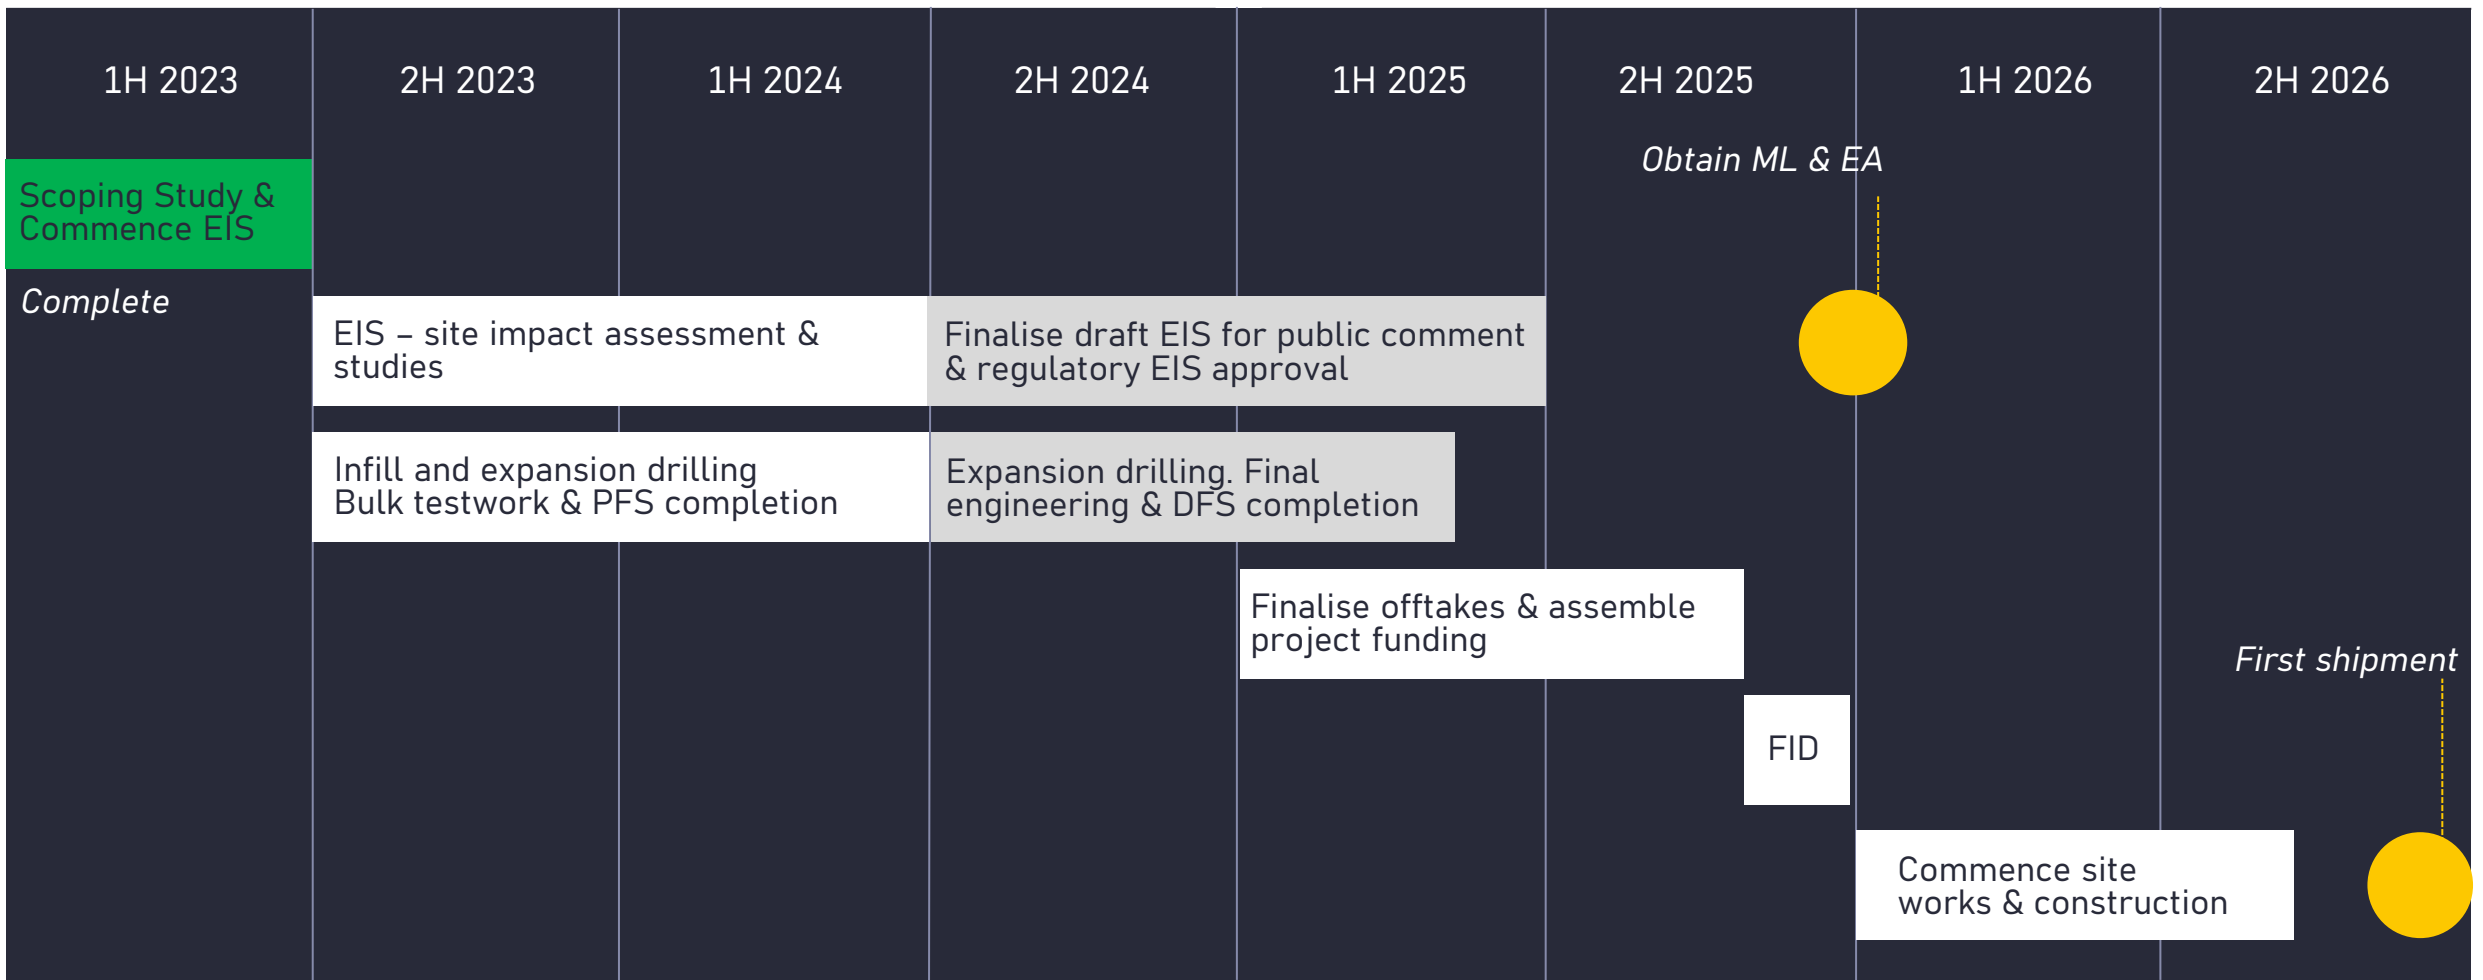 1H 2023
2H 2023
1H 2024
2H 2024
1H 2025
2H 2025
1H 2026
2H 2026
Obtain ML & EA
Scoping Study &
Commence EIS
Complete
EIS – site impact assessment &
studies
Finalise draft EIS for public comment
& regulatory EIS approval
Infill and expansion drilling
Bulk testwork & PFS completion
Expansion drilling. Final
engineering & DFS completion
Finalise offtakes & assemble
project funding
First shipment
FID
Commence site
works & construction